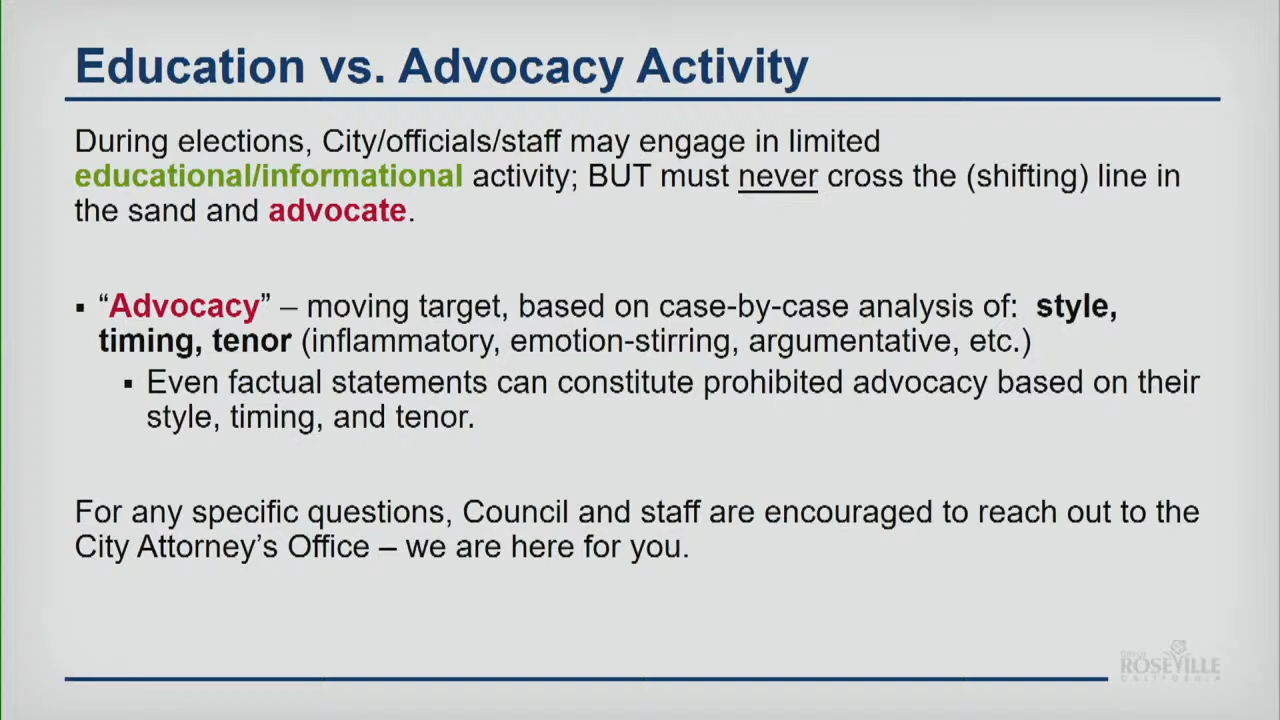 Education vs. Advocacy Activity
During elections, City/officials/staff may engage in limited
educational/informational activity; BUT must never cross the (shifting) line in
the sand and advocate.
▪ “Advocacy” – moving target, based on case-by-case analysis of: style,
timing, tenor (inflammatory, emotion-stirring, argumentative, etc.)
▪ Even factual statements can constitute prohibited advocacy based on their
style, timing, and tenor.
For any specific questions, Council and staff are encouraged to reach out to the
City Attorney’s Office – we are here for you.
CITY OF
ROSEVILLE
CALIFORNIA